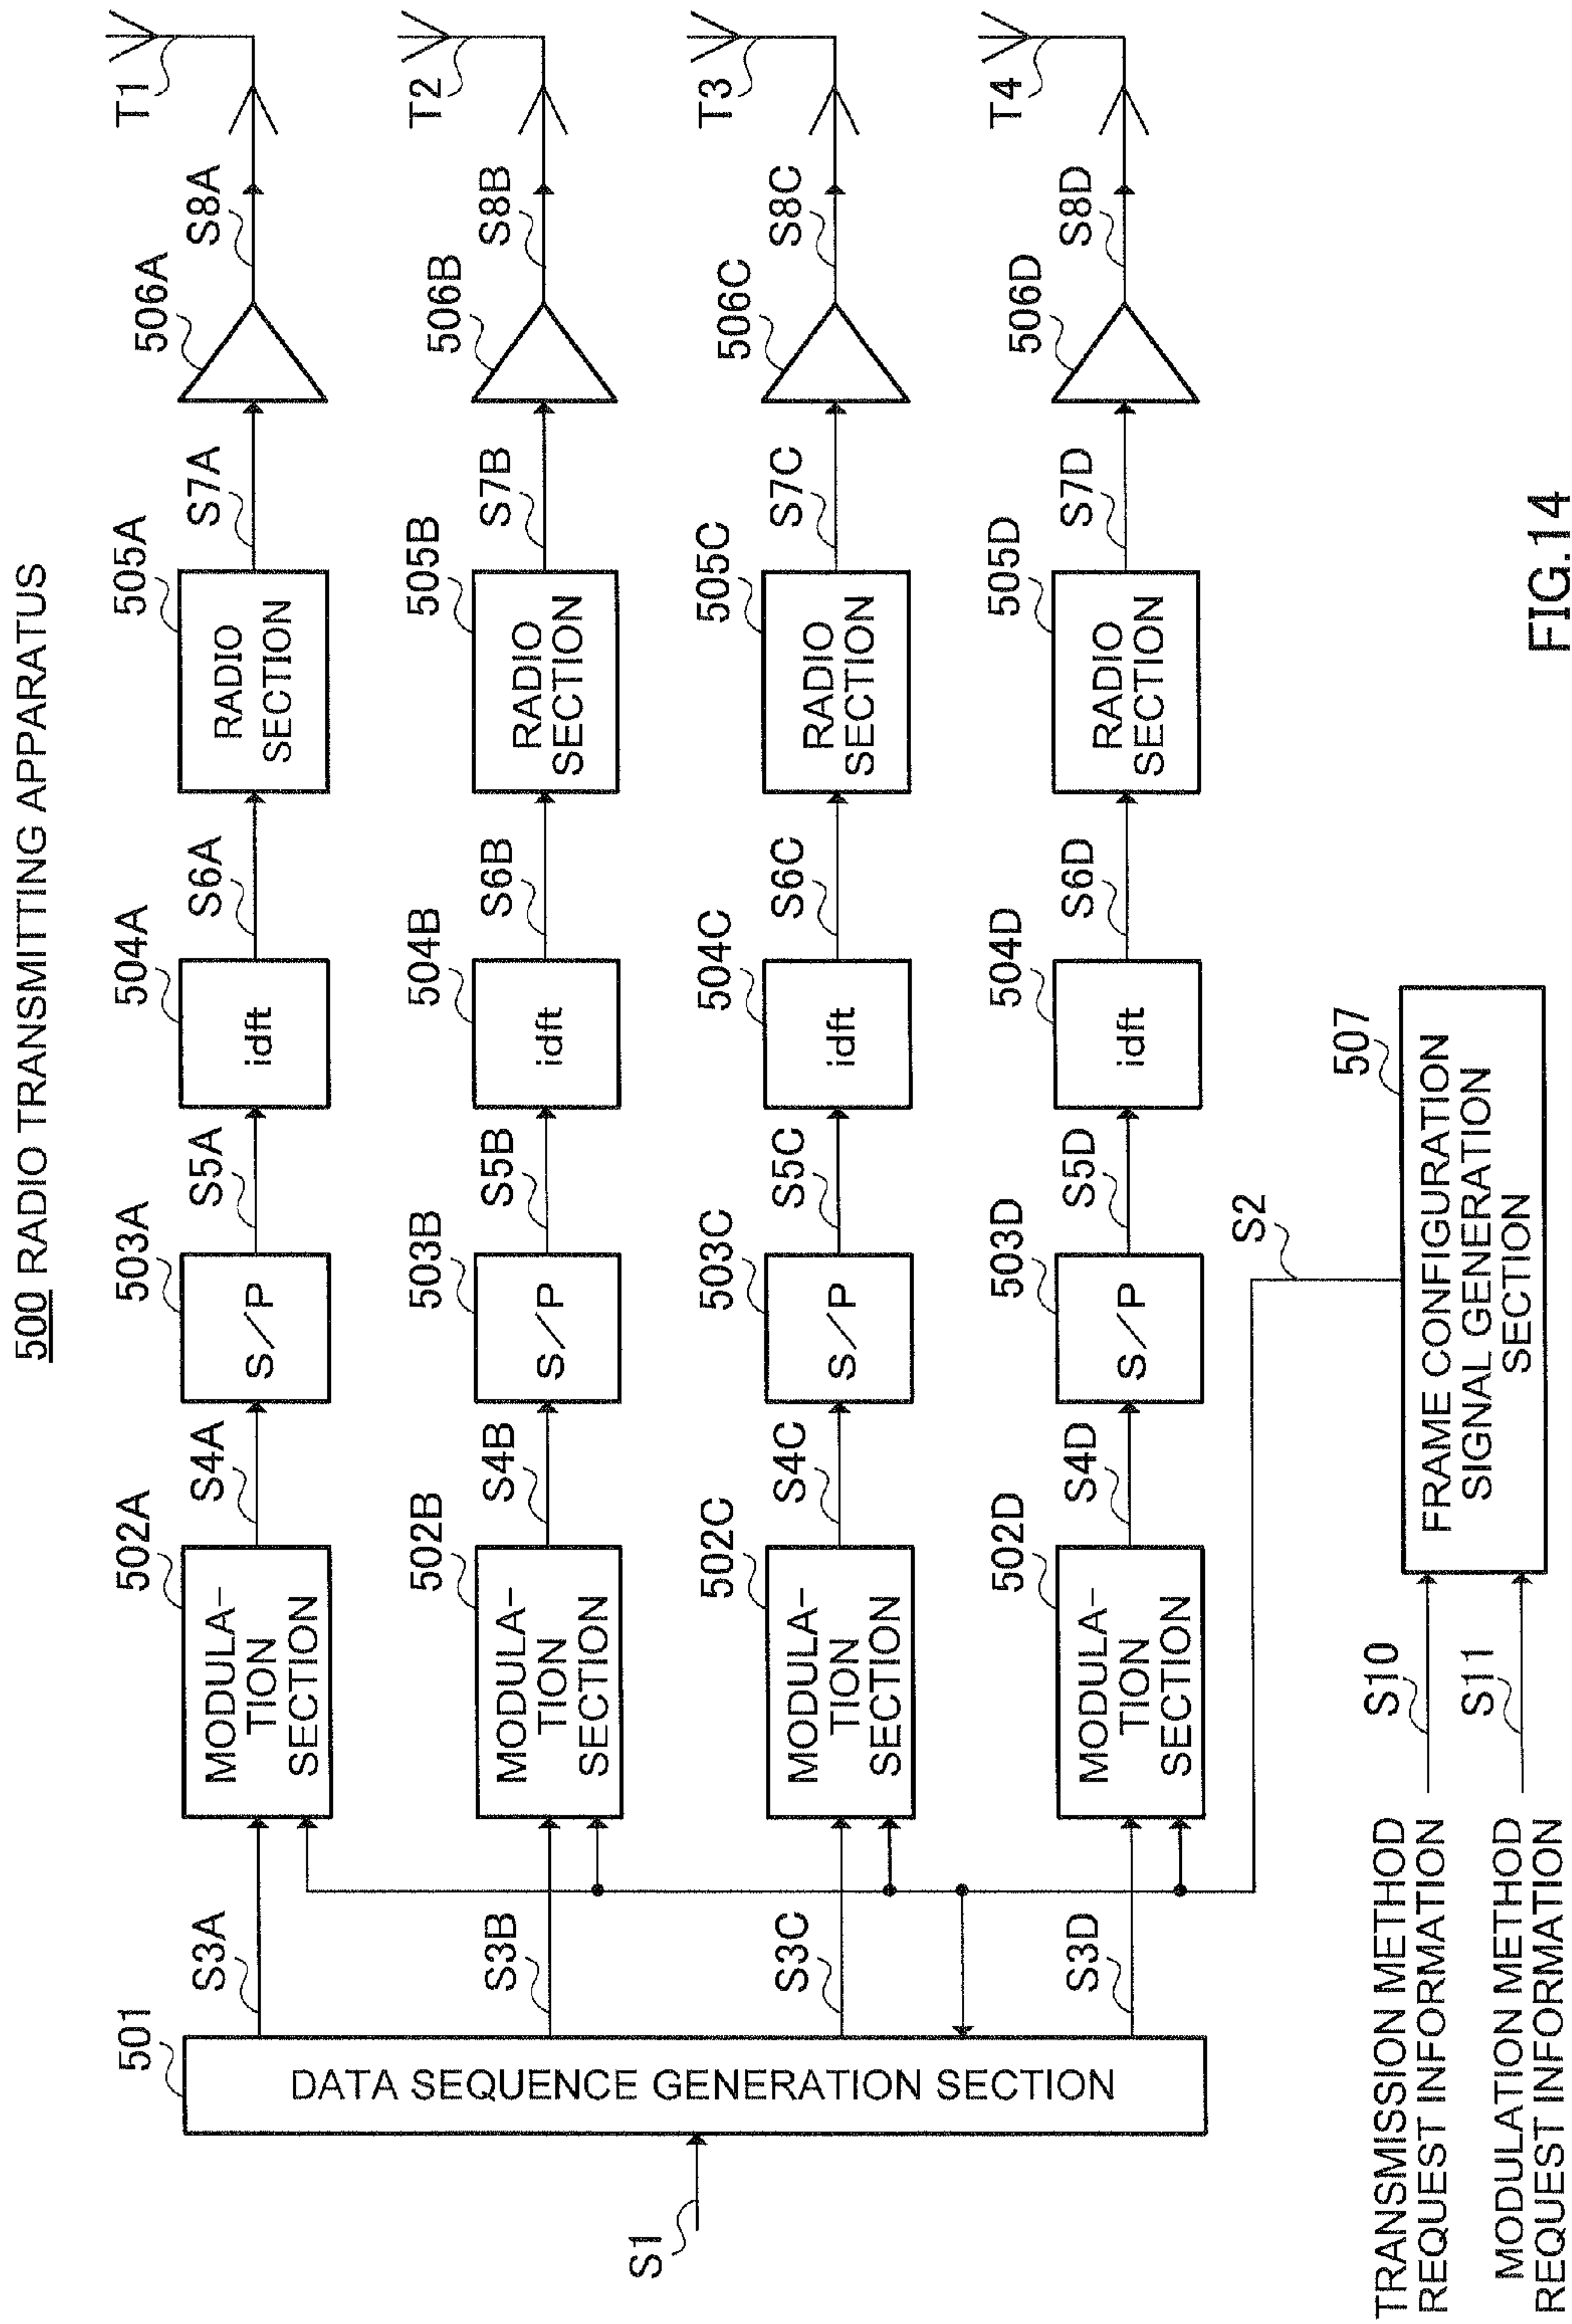 500 RADIO TRANSMITTING APPARATUS
501
S1
DATA SEQUENCE GENERATION SECTION
S3A
502A
MODULA-
TION
SECTION
S4A
503A
S/P
S5A
504A
idft
S6A
505A
RADIO
SECTION
S7A
506A
S8A
T1
S3B
502B
MODULA-
TION
SECTION
S4B
503B
S/P
S5B
504B
idft
S6B
505B
RADIO
SECTION
S7B
506B
S8B
T2
S3C
502C
MODULA-
TION
SECTION
S4C
503C
S/P
S5C
504C
idft
S6C
505C
RADIO
SECTION
S7C
506C
S8C
T3
S3D
502D
MODULA-
TION
SECTION
S4D
503D
S/P
S5D
504D
idft
S6D
505D
RADIO
SECTION
S7D
506D
S8D
T4
S2
507
FRAME CONFIGURATION
SIGNAL GENERATION
SECTION
TRANSMISSION METHOD
REQUEST INFORMATION
S10
MODULATION METHOD
REQUEST INFORMATION
S11
FIG.14